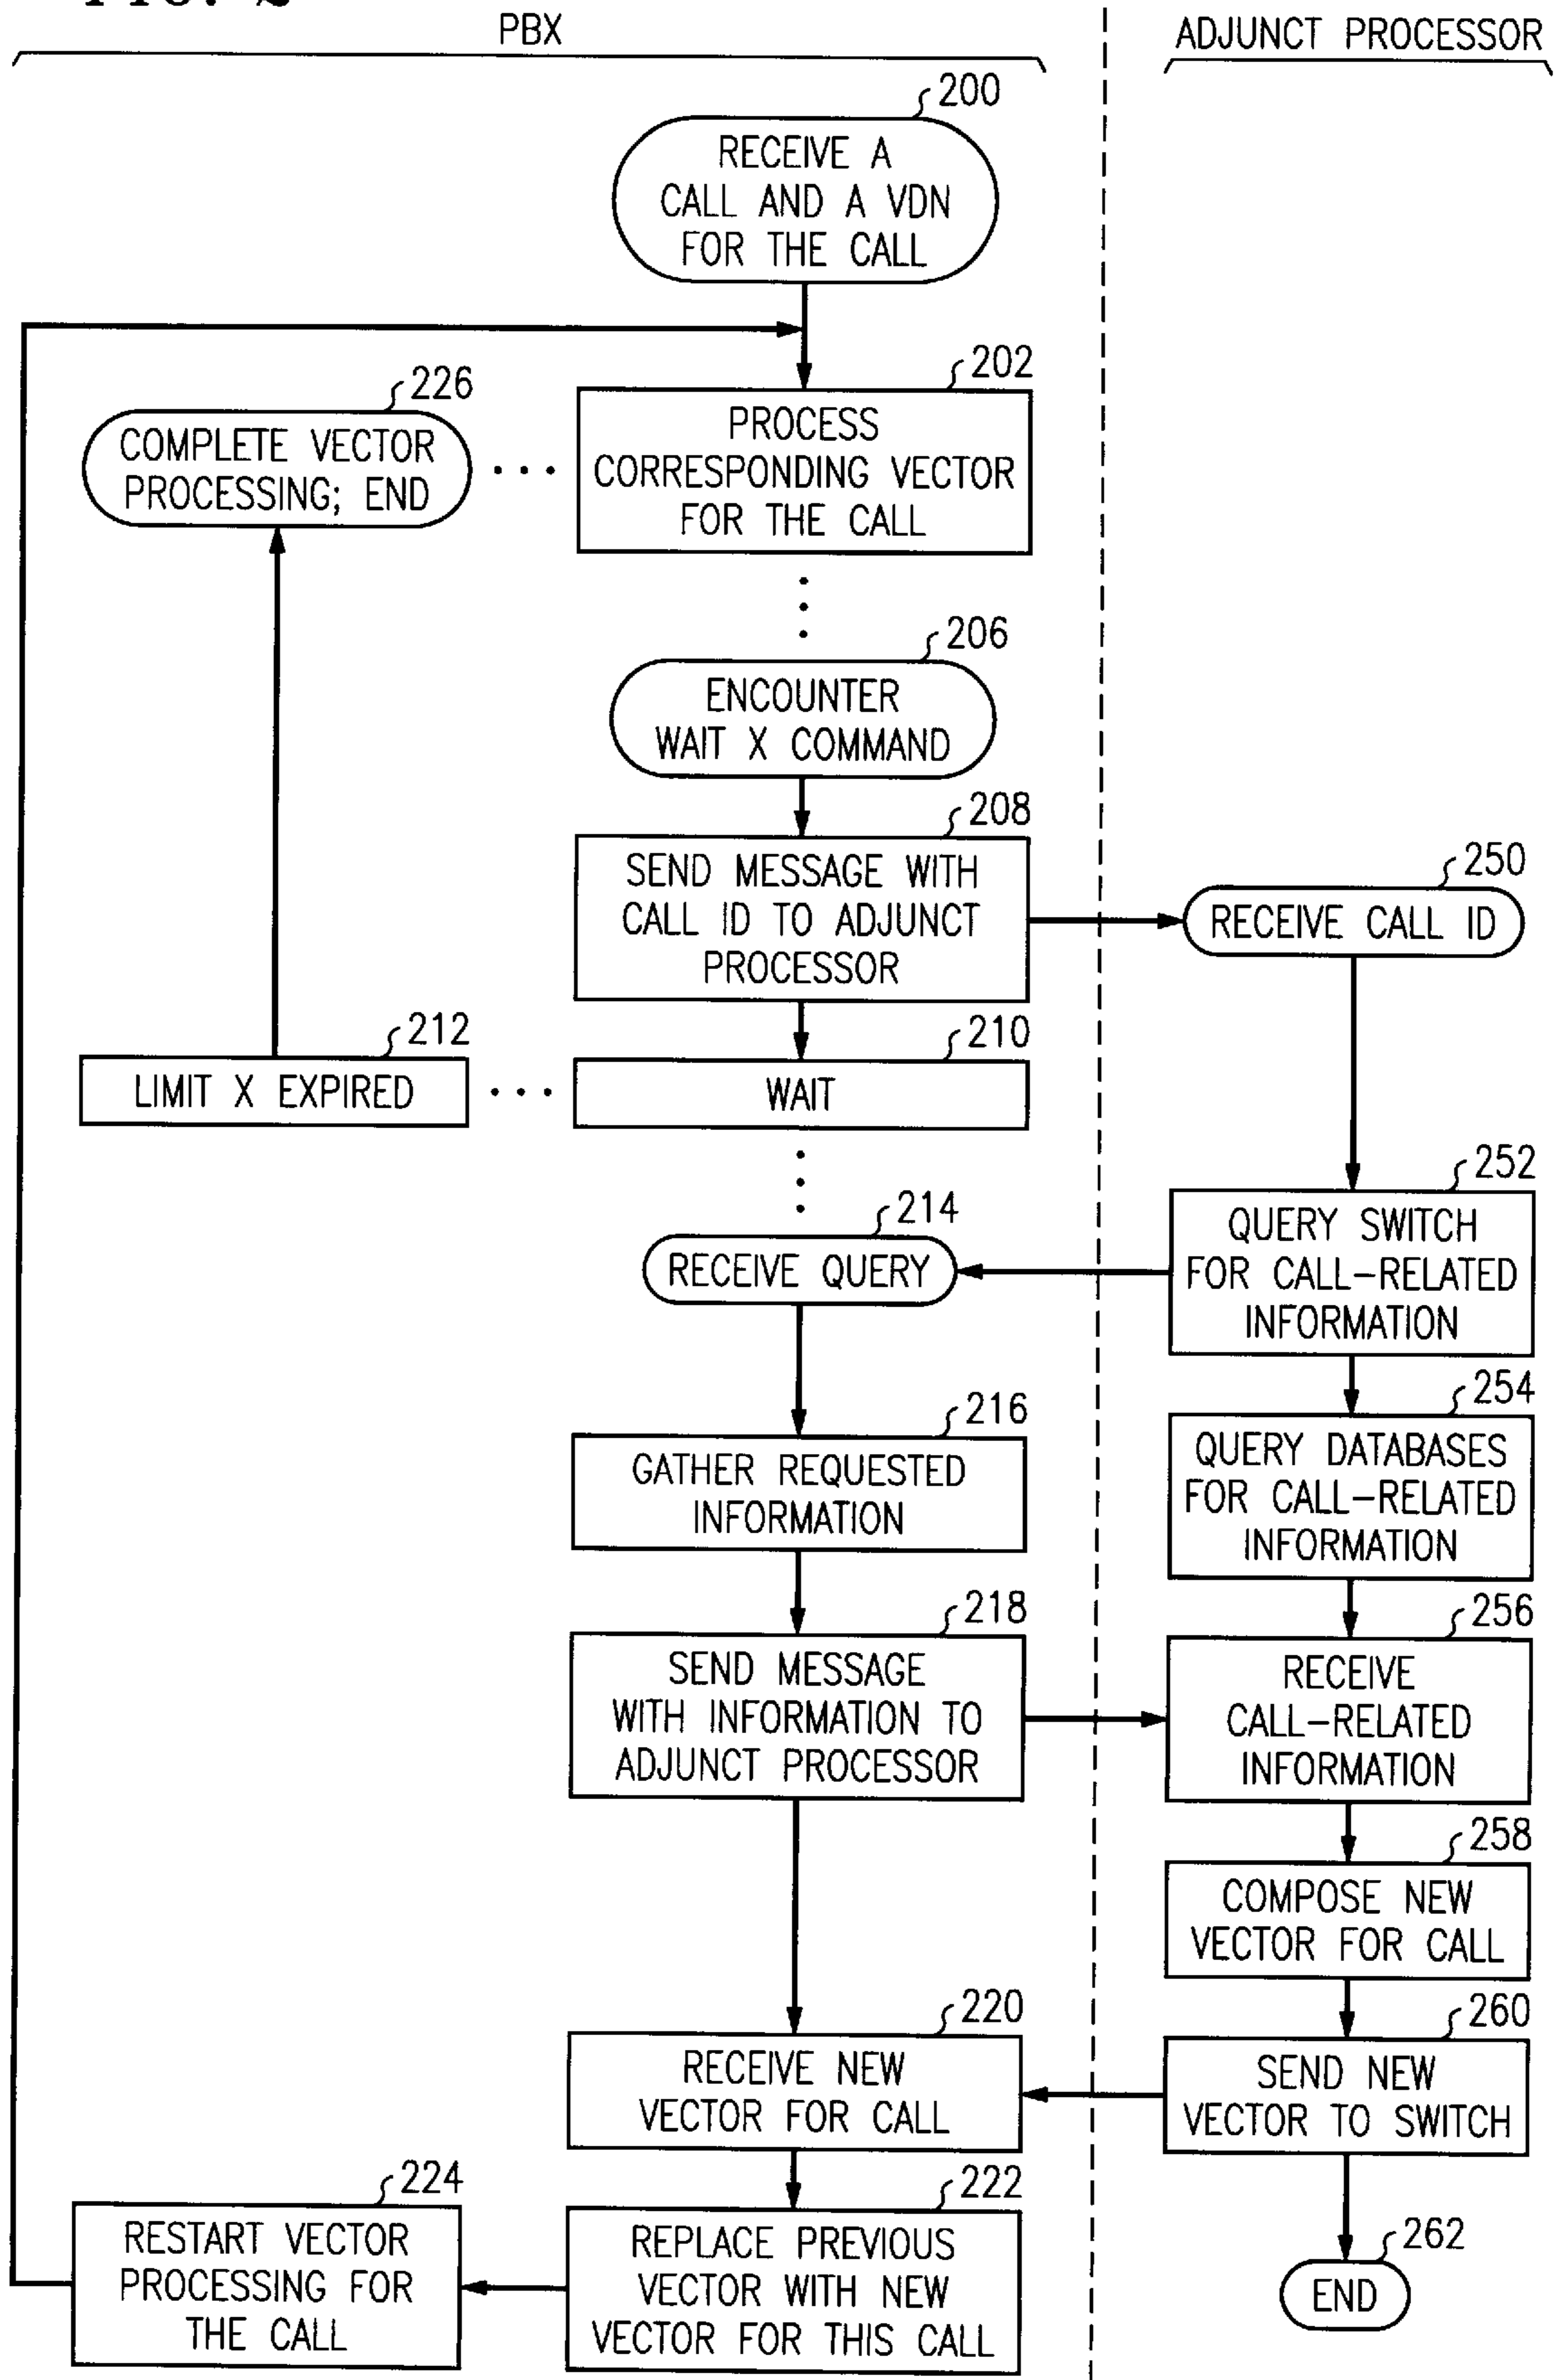 FIG. 2
PBX
ADJUNCT PROCESSOR
200
RECEIVE A
CALL AND A VDN
FOR THE CALL
202
PROCESS
CORRESPONDING VECTOR
FOR THE CALL
226
COMPLETE VECTOR
PROCESSING; END
206
ENCOUNTER
WAIT X COMMAND
208
SEND MESSAGE WITH
CALL ID TO ADJUNCT
PROCESSOR
250
RECEIVE CALL ID
212
LIMIT X EXPIRED
210
WAIT
252
QUERY SWITCH
FOR CALL-RELATED
INFORMATION
214
RECEIVE QUERY
254
QUERY DATABASES
FOR CALL-RELATED
INFORMATION
216
GATHER REQUESTED
INFORMATION
218
SEND MESSAGE
WITH INFORMATION TO
ADJUNCT PROCESSOR
256
RECEIVE
CALL-RELATED
INFORMATION
258
COMPOSE NEW
VECTOR FOR CALL
220
RECEIVE NEW
VECTOR FOR CALL
260
SEND NEW
VECTOR TO SWITCH
224
RESTART VECTOR
PROCESSING FOR
THE CALL
222
REPLACE PREVIOUS
VECTOR WITH NEW
VECTOR FOR THIS CALL
262
END